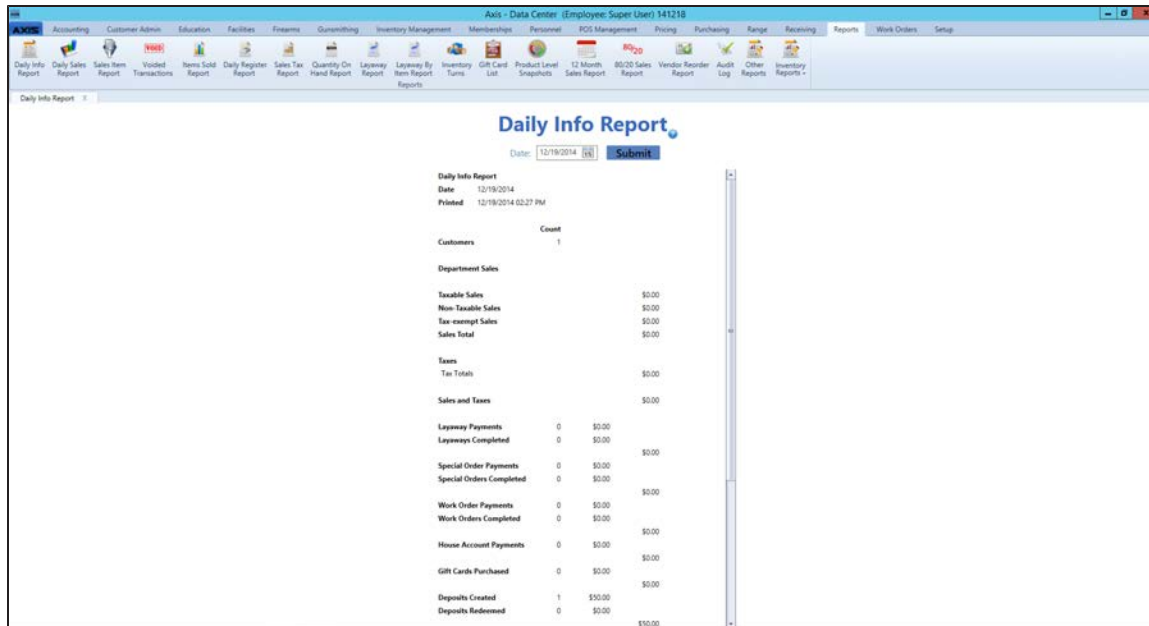 Axis - Data Center (Employee: Super User) 141218
AXIS Accounting Customer Admin Education Facilities Firearms Gunsmithing Inventory Management Memberships Personnel POS Management Pricing Purchasing Range Receiving Reports Work Orders Setup
VOID 80/20
Daily Info Report Daily Sales Report Sales Item Report Voided Transactions Items Sold Report Daily Register Report Sales Tax Report Quantity On Hand Report Layaway Report Layaway By Item Report Inventory Turns Gift Card List Product Level Snapshots 12 Month Sales Report 80/20 Sales Report Vendor Reorder Report Audit Log Other Reports Inventory Reports
Reports
Daily Info Report X
Daily Info Report
Date: 12/19/2014 15 Submit
Daily Info Report
Date 12/19/2014
Printed 12/19/2014 02:27 PM
Count
Customers 1
Department Sales
Taxable Sales $0.00
Non-Taxable Sales $0.00
Tax-exempt Sales $0.00
Sales Total $0.00
Taxes
Tax Totals $0.00
Sales and Taxes $0.00
Layaway Payments 0 $0.00
Layaways Completed 0 $0.00
$0.00
Special Order Payments 0 $0.00
Special Orders Completed 0 $0.00
$0.00
Work Order Payments 0 $0.00
Work Orders Completed 0 $0.00
$0.00
House Account Payments 0 $0.00
$0.00
Gift Cards Purchased 0 $0.00
$0.00
Deposits Created 1 $50.00
Deposits Redeemed 0 $0.00
$50.00